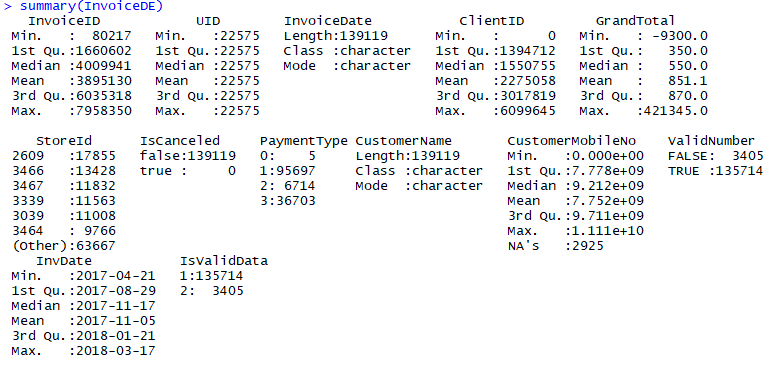 > summary(InvoiceDE)
InvoiceID UID InvoiceDate ClientID GrandTotal
Min. : 80217 Min. :22575 Length:139119 Min. : 0 Min. : -9300.0
1st Qu.:1660602 1st Qu.:22575 Class :character 1st Qu.:1394712 1st Qu.: 350.0
Median :4009941 Median :22575 Mode :character Median :1550755 Median : 550.0
Mean :3895130 Mean :22575 Mean :2275058 Mean : 851.1
3rd Qu.:6035318 3rd Qu.:22575 3rd Qu.:3017819 3rd Qu.: 870.0
Max. :7958350 Max. :22575 Max. :6099645 Max. :421345.0
StoreId IsCanceled PaymentType CustomerName CustomerMobileNo ValidNumber
2609 :17855 false:139119 0: 5 Length:139119 Min. :0.000e+00 FALSE: 3405
3466 :13428 true : 0 1:95697 Class :character 1st Qu.:7.778e+09 TRUE :135714
3467 :11832 2: 6714 Mode :character Median :9.212e+09
3339 :11563 3:36703 Mean :7.752e+09
3039 :11008 3rd Qu.:9.711e+09
3464 : 9766 Max. :1.111e+10
(Other):63667 NA's :2925
InvDate IsValidData
Min. :2017-04-21 1:135714
1st Qu.:2017-08-29 2: 3405
Median :2017-11-17
Mean :2017-11-05
3rd Qu.:2018-01-21
Max. :2018-03-17